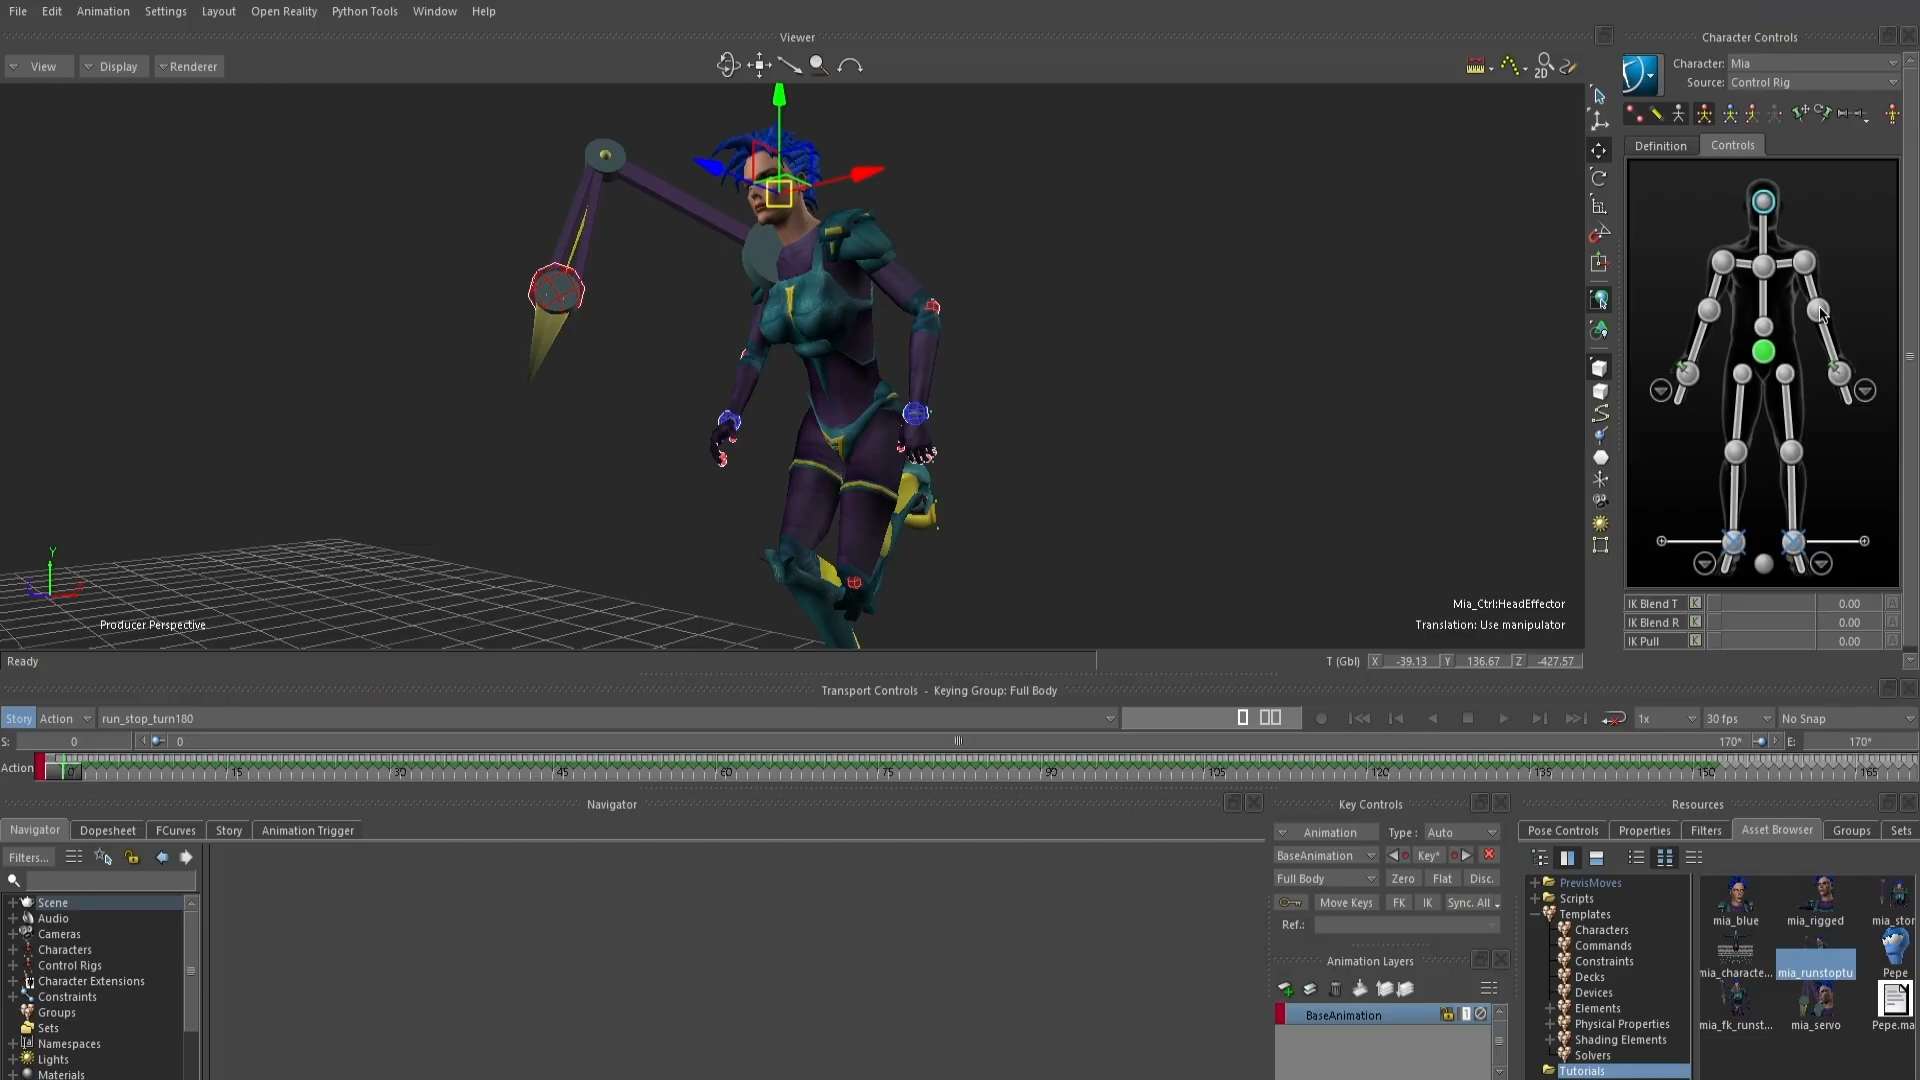 File Edit Animation Settings Layout Open Reality Python Tools Window Help
Viewer
Character Controls
View Display Renderer
2D
Character: Mia
Source: Control Rig
Definition Controls
Mia_Ctrl:HeadEffector
Translation: Use manipulator
Y
Producer Perspective
IK Blend T K 0.00 A
IK Blend R K 0.00 A
IK Pull K 0.00 A
Ready
T (Gbl) X -39.13 Y 136.67 Z -427.57
Transport Controls - Keying Group: Full Body
Story Action run_stop_turn180 1x 30 fps No Snap
S: 0 0 170* E: 170*
Action 0 15 30 45 60 75 90 105 120 135 150 165
Navigator
Key Controls
Resources
Navigator Dopesheet FCurves Story Animation Trigger
Animation Type : Auto
Pose Controls Properties Filters Asset Browser Groups Sets
Filters...
BaseAnimation Key*
Full Body Zero Flat Disc.
Move Keys FK IK Sync. All
Ref.:
Animation Layers
BaseAnimation 1
Scene
Audio
Cameras
Characters
Control Rigs
Character Extensions
Constraints
Groups
Sets
Namespaces
Lights
Materials
PrevisMoves
Scripts
Templates
Characters
Commands
Constraints
Decks
Devices
Elements
Physical Properties
Shading Elements
Solvers
Tutorials
mia_blue mia_rigged mia_stor
mia_characte... mia_runstoptu Pepe
mia_fk_runst... mia_servo Pepe.ma